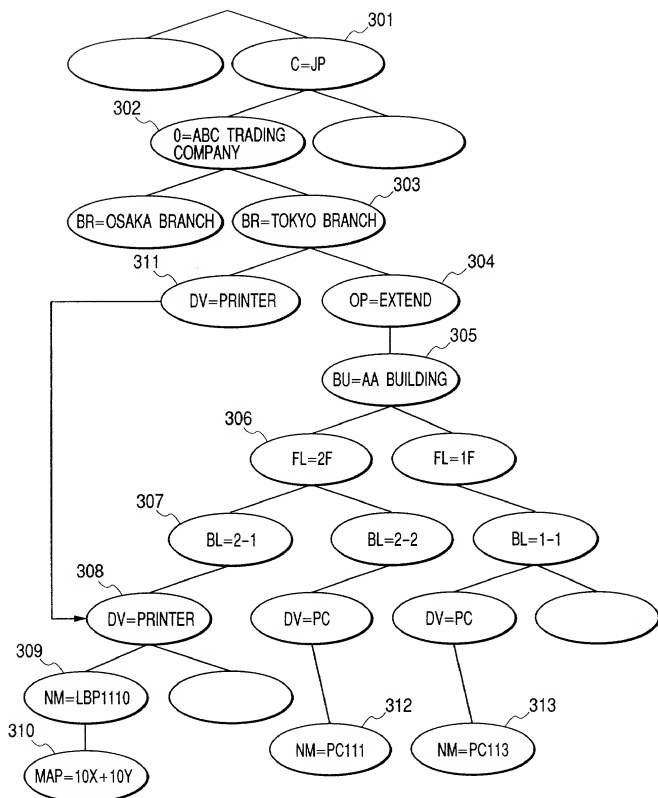 301
C=JP
302
0=ABC TRADING
COMPANY
303
BR=OSAKA BRANCH
BR=TOKYO BRANCH
311
304
DV=PRINTER
OP=EXTEND
305
BU=AA BUILDING
306
FL=2F
FL=1F
307
BL=2-1
BL=2-2
BL=1-1
308
DV=PRINTER
DV=PC
DV=PC
309
NM=LBP1110
312
313
310
NM=PC111
NM=PC113
MAP=10X+10Y